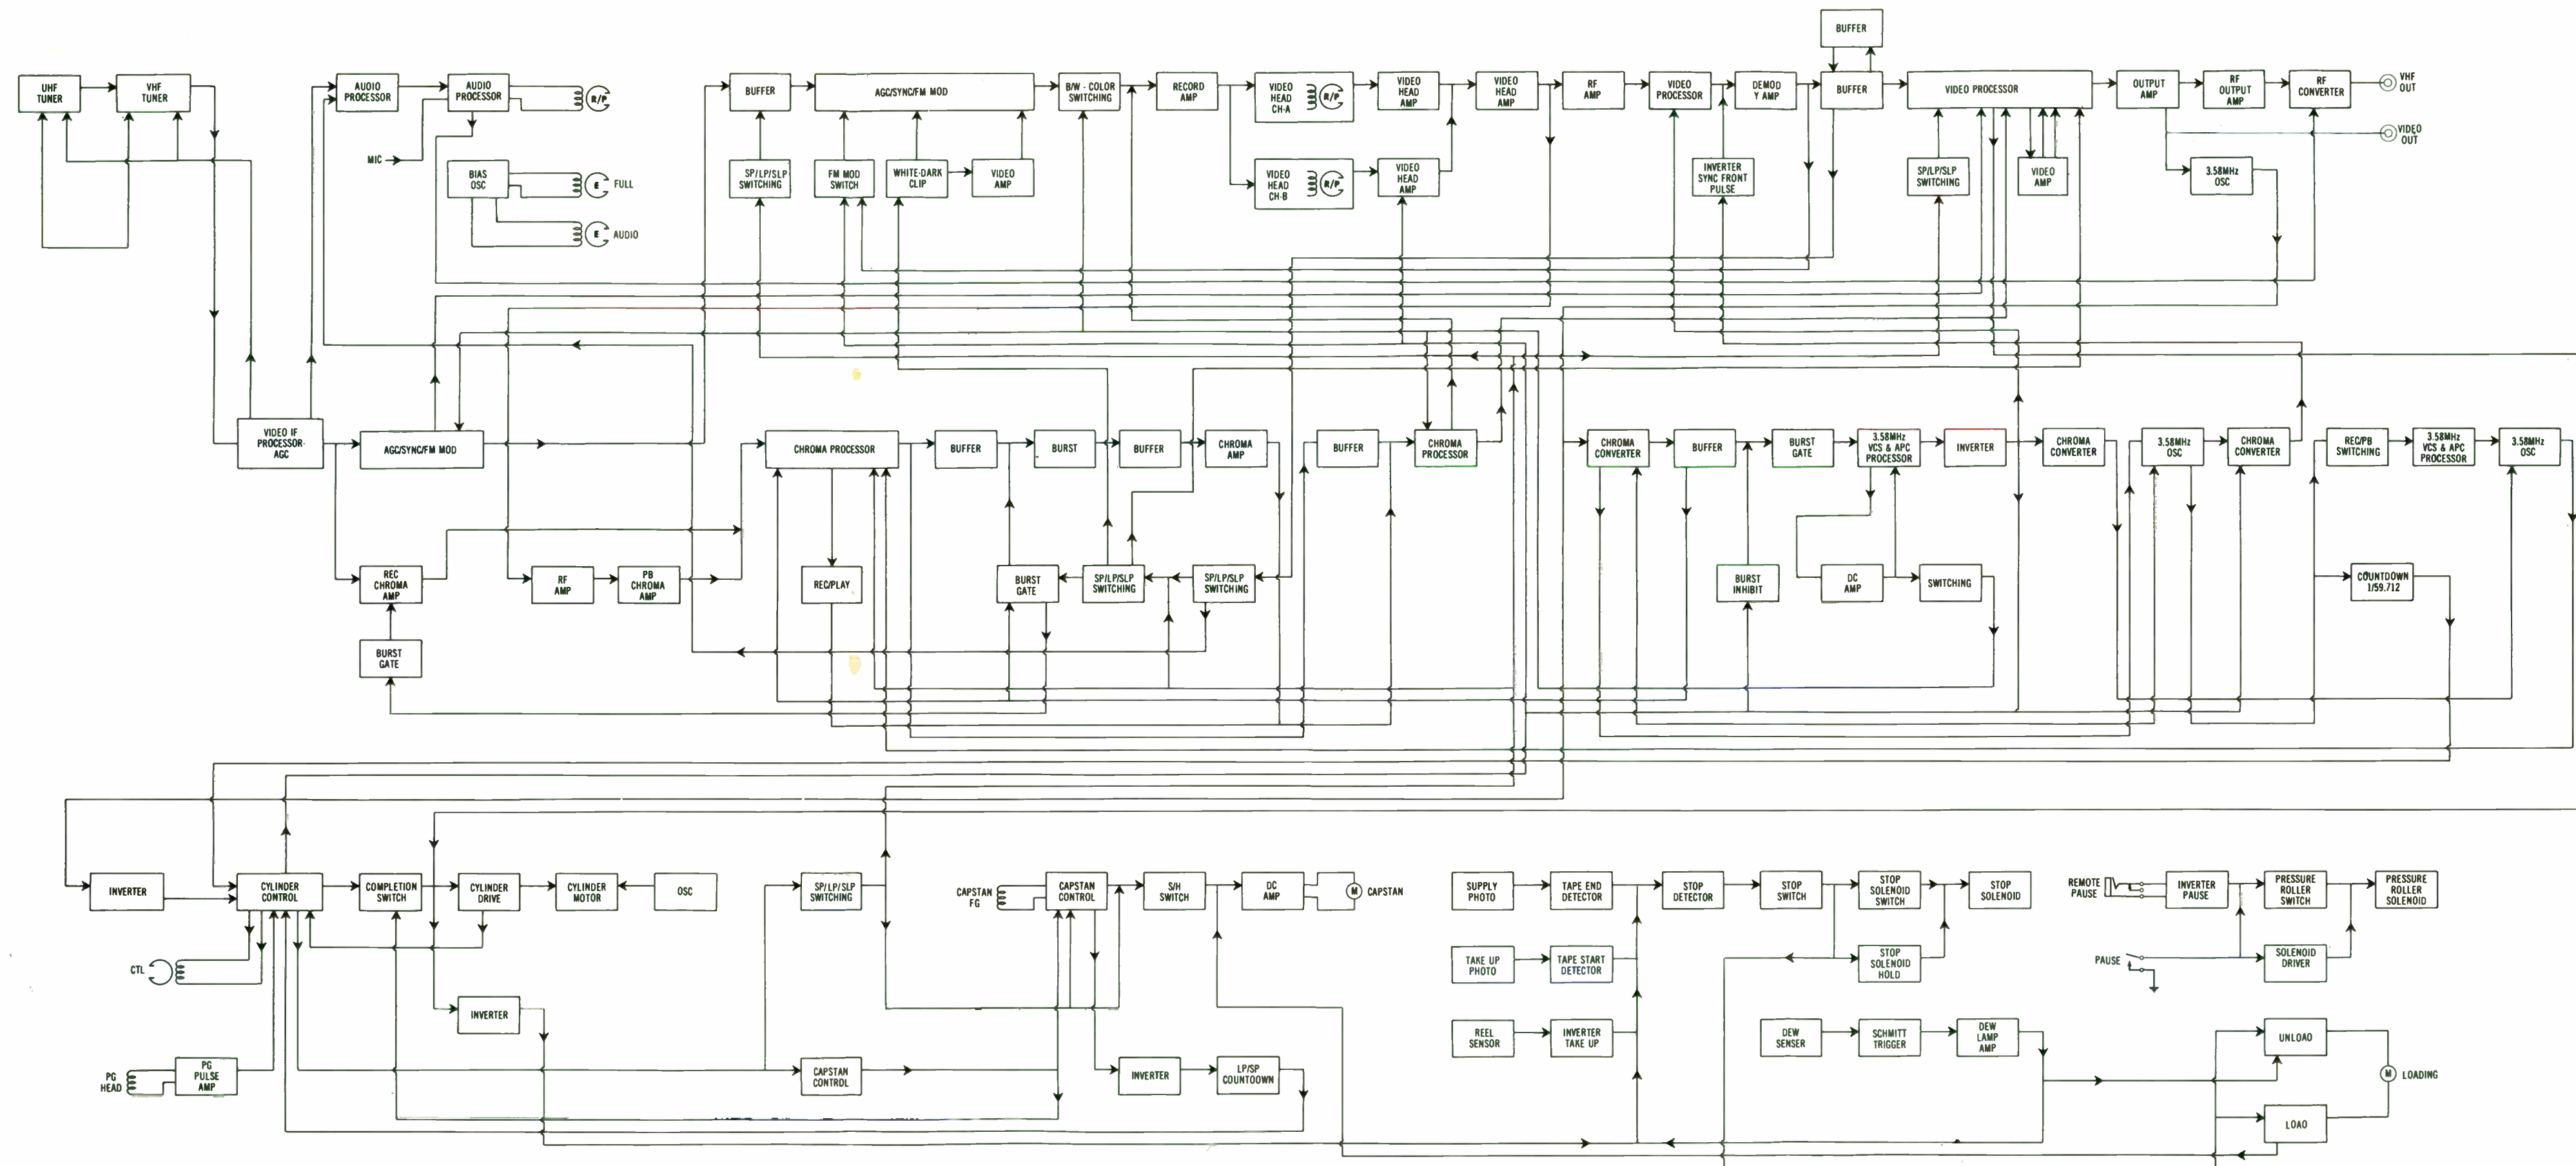 BUFFER
UHF
TUNER
VHF
TUNER
AUDIO
PROCESSOR
AUDIO
PROCESSOR
R/P
BUFFER
AGC/SYNC/FM MOD
B/W - COLOR
SWITCHING
RECORD
AMP
VIDEO
HEAD
CH-A
R/P
VIDEO
HEAD
AMP
VIDEO
HEAD
AMP
RF
AMP
VIDEO
PROCESSOR
DEMOD
Y AMP
BUFFER
VIDEO PROCESSOR
OUTPUT
AMP
RF
OUTPUT
AMP
RF
CONVERTER
VHF
OUT
VIDEO
OUT
MIC
BIAS
OSC
E
FULL
E
AUDIO
SP/LP/SLP
SWITCHING
FM MOD
SWITCH
WHITE-DARK
CLIP
VIDEO
AMP
VIDEO
HEAD
CH-B
R/P
VIDEO
HEAD
AMP
INVERTER
SYNC FRONT
PULSE
SP/LP/SLP
SWITCHING
VIDEO
AMP
3.58MHz
OSC
VIDEO IF
PROCESSOR-
AGC
AGC/SYNC/FM MOD
CHROMA PROCESSOR
BUFFER
BURST
BUFFER
CHROMA
AMP
BUFFER
CHROMA
PROCESSOR
CHROMA
CONVERTER
BUFFER
BURST
GATE
3.58MHz
VCS & APC
PROCESSOR
INVERTER
CHROMA
CONVERTER
3.58MHz
OSC
CHROMA
CONVERTER
REC/PB
SWITCHING
3.58MHz
VCS & APC
PROCESSOR
3.58MHz
OSC
REC
CHROMA
AMP
RF
AMP
PB
CHROMA
AMP
REC/PLAY
BURST
GATE
SP/LP/SLP
SWITCHING
SP/LP/SLP
SWITCHING
BURST
INHIBIT
DC
AMP
SWITCHING
COUNTDOWN
1/59.712
BURST
GATE
INVERTER
CYLINDER
CONTROL
COMPLETION
SWITCH
CYLINDER
DRIVE
CYLINDER
MOTOR
OSC
SP/LP/SLP
SWITCHING
CAPSTAN
FG
CAPSTAN
CONTROL
S/H
SWITCH
DC
AMP
M
CAPSTAN
SUPPLY
PHOTO
TAPE END
DETECTOR
STOP
DETECTOR
STOP
SWITCH
STOP
SOLENOID
SWITCH
STOP
SOLENOID
REMOTE
PAUSE
INVERTER
PAUSE
PRESSURE
ROLLER
SWITCH
PRESSURE
ROLLER
SOLENOID
CTL
TAKE UP
PHOTO
TAPE START
DETECTOR
STOP
SOLENOID
HOLD
PAUSE
SOLENOID
DRIVER
INVERTER
REEL
SENSOR
INVERTER
TAKE UP
DEW
SENSER
SCHMITT
TRIGGER
DEW
LAMP
AMP
UNLOAD
PG
HEAD
PG
PULSE
AMP
CAPSTAN
CONTROL
INVERTER
LP/SP
COUNTDOWN
M
LOADING
LOAD